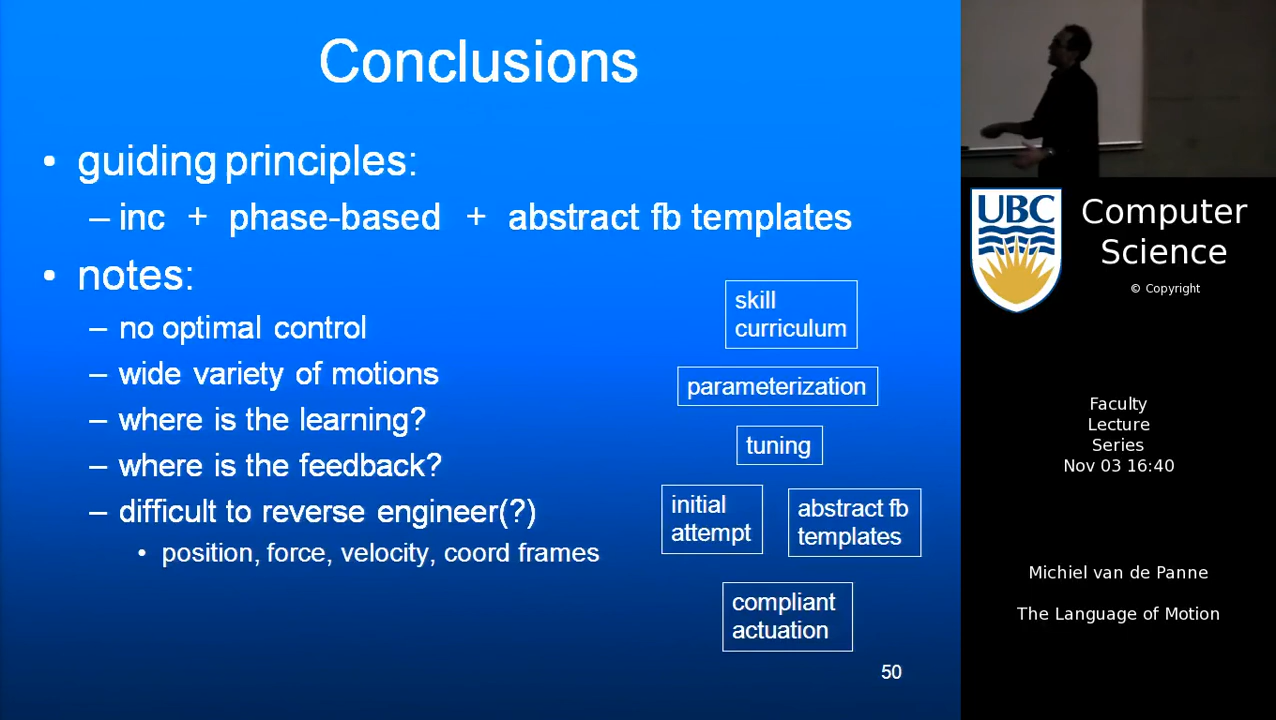 Conclusions
• guiding principles:
– inc + phase-based + abstract fb templates
• notes:
– no optimal control
– wide variety of motions
– where is the learning?
– where is the feedback?
– difficult to reverse engineer(?)
• position, force, velocity, coord frames
skill
curriculum
parameterization
tuning
initial
attempt
abstract fb
templates
compliant
actuation
50
UBC
Computer
Science
© Copyright
Faculty
Lecture
Series
Nov 03 16:40
Michiel van de Panne
The Language of Motion